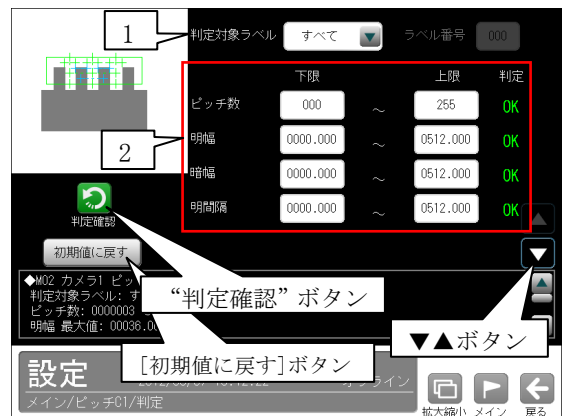 1
判定対象ラベル すべて ラベル番号 000
下限 上限 判定
ピッチ数 000 ～ 255 OK
2
明幅 0000.000 ～ 0512.000 OK
暗幅 0000.000 ～ 0512.000 OK
明間隔 0000.000 ～ 0512.000 OK
判定確認
初期値に戻す
◆M02 カメラ1 ピッ
判定対象ラベル: す
ピッチ数: 0000003
明幅 最大値: 00036.0
“判定確認”ボタン
▼▲ボタン
[初期値に戻す]ボタン
設定
ライン
メイン/ピッチC1/判定
拡大縮小 メイン 戻る